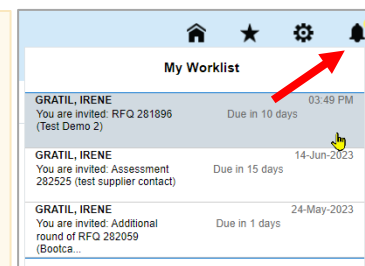 My Worklist
GRATIL, IRENE 03:49 PM
You are invited: RFQ 281896 Due in 10 days
(Test Demo 2)
GRATIL, IRENE 14-Jun-2023
You are invited: Assessment Due in 15 days
282525 (test supplier contact)
GRATIL, IRENE 24-May-2023
You are invited: Additional Due in 1 days
round of RFQ 282059
(Bootca...